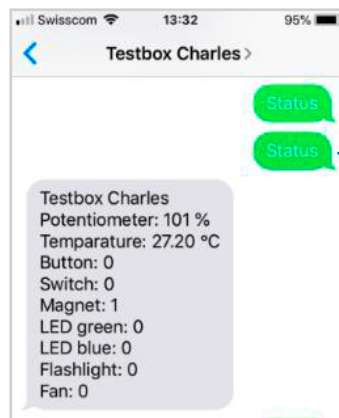 Swisscom 13:32 95%
Testbox Charles
Status
Status
Testbox Charles
Potentiometer: 101 %
Temparature: 27.20 °C
Button: 0
Switch: 0
Magnet: 1
LED green: 0
LED blue: 0
Flashlight: 0
Fan: 0